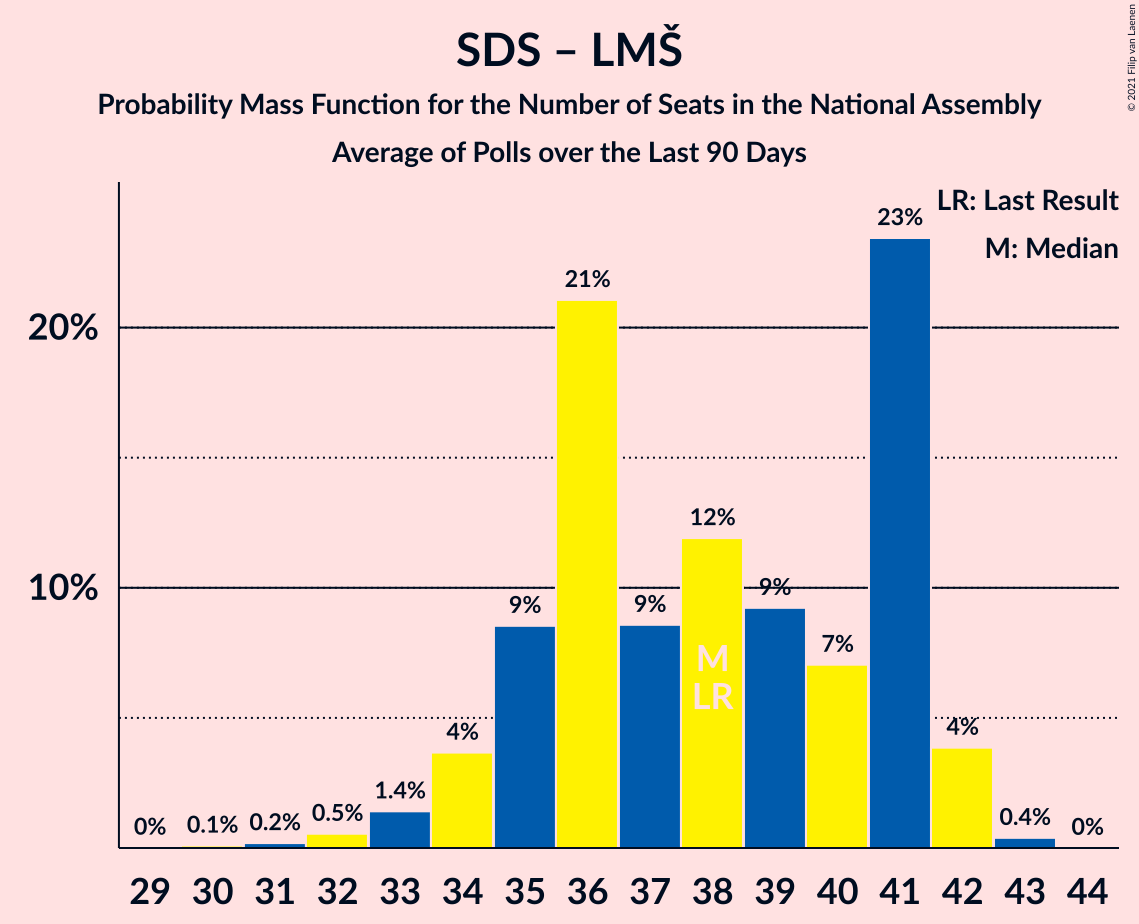 SDS – LMŠ
Probability Mass Function for the Number of Seats in the National Assembly
Average of Polls over the Last 90 Days
© 2021 Filip van Laenen
LR: Last Result
M: Median
20%
10%
0%
0.1%
0.2%
0.5%
1.4%
4%
9%
21%
9%
12%
9%
7%
23%
4%
0.4%
0%
M
LR
29 30 31 32 33 34 35 36 37 38 39 40 41 42 43 44